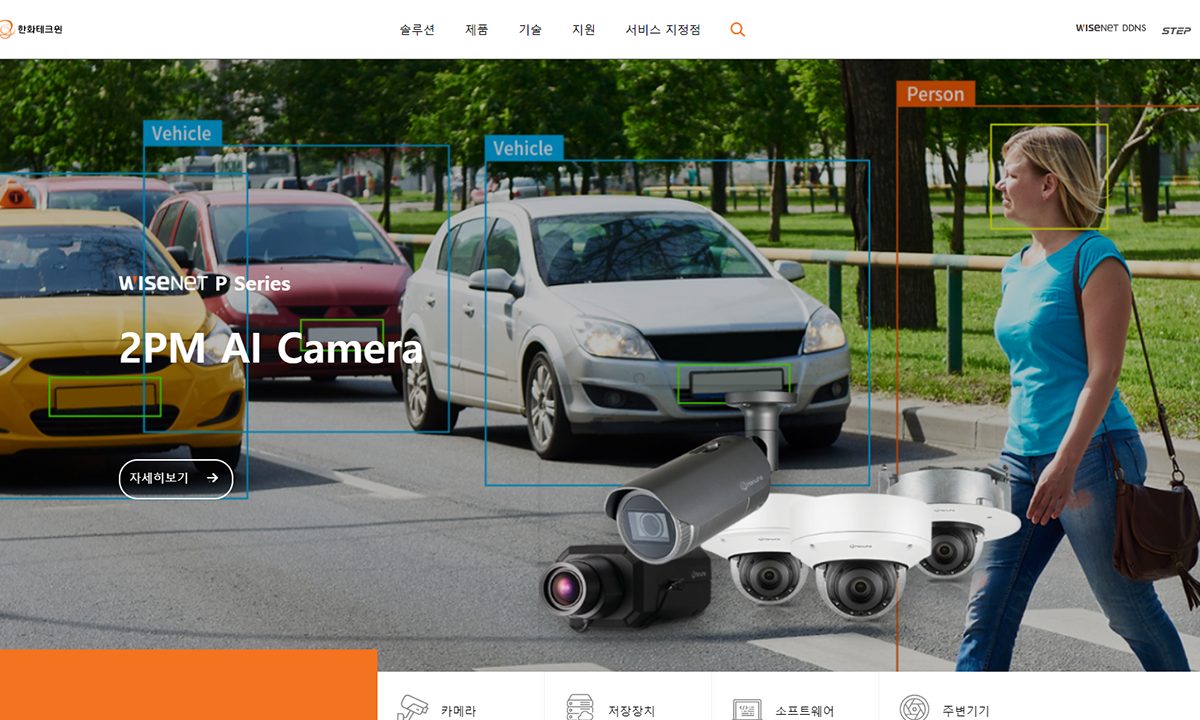 한화테크윈
솔루션 제품 기술 지원 서비스 지정점
WISENET DDNS STEP
Vehicle
Vehicle
Person
WISENET P Series
2PM AI Camera
자세히보기
카메라
저장장치
소프트웨어
주변기기